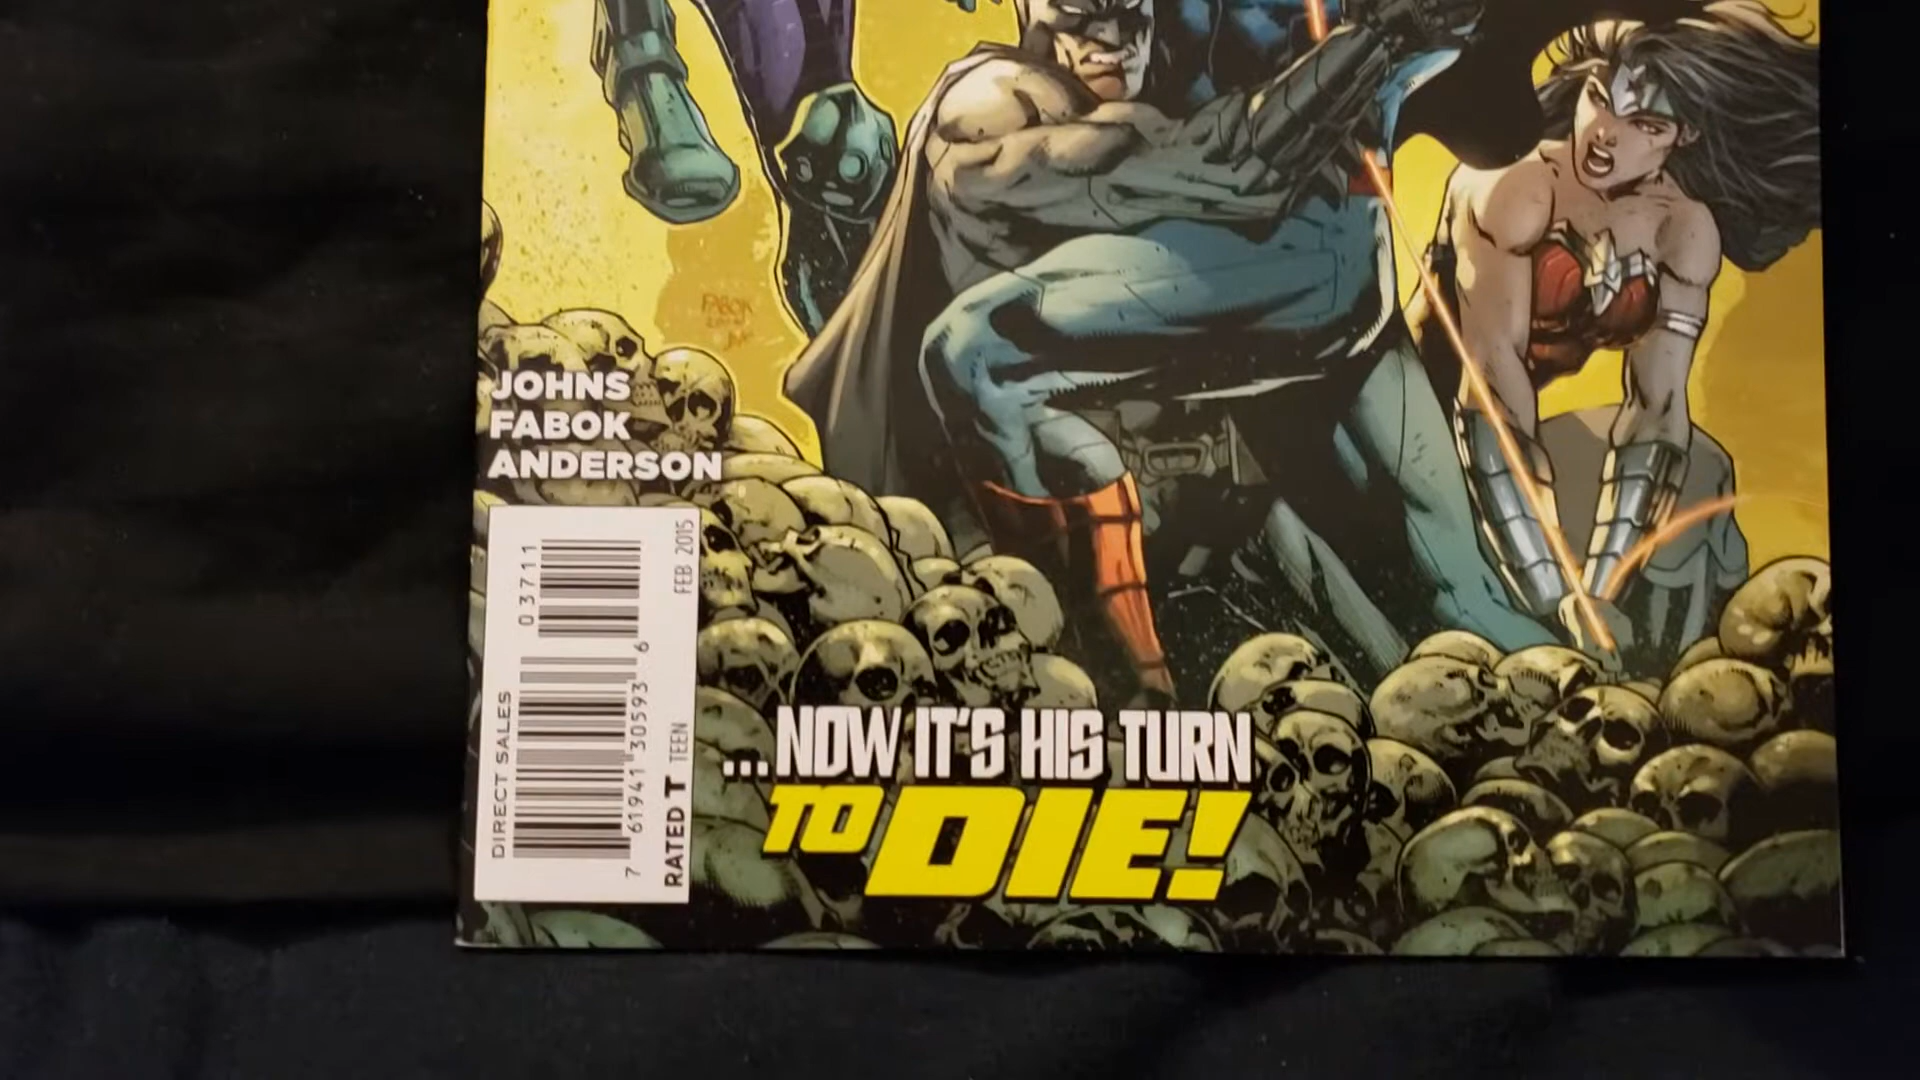 FABOK
JOHNS
FABOK
ANDERSON
03711
FEB 2015
DIRECT SALES
7 61941 30593 6
RATED T TEEN
...NOW IT'S HIS TURN
TO DIE!